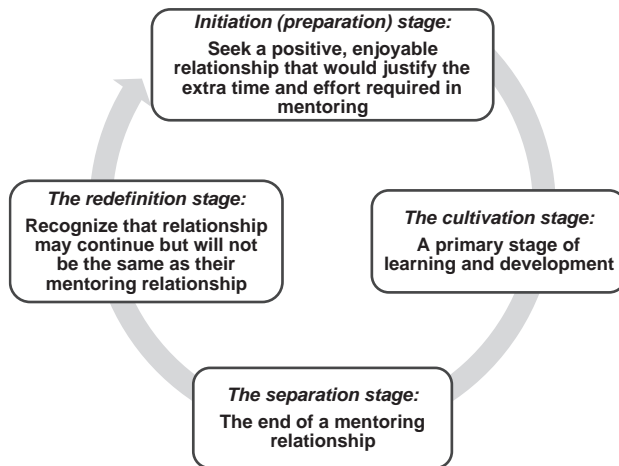 Initiation (preparation) stage:
Seek a positive, enjoyable
relationship that would justify the
extra time and effort required in
mentoring
The cultivation stage:
A primary stage of
learning and development
The separation stage:
The end of a mentoring
relationship
The redefinition stage:
Recognize that relationship
may continue but will not
be the same as their
mentoring relationship